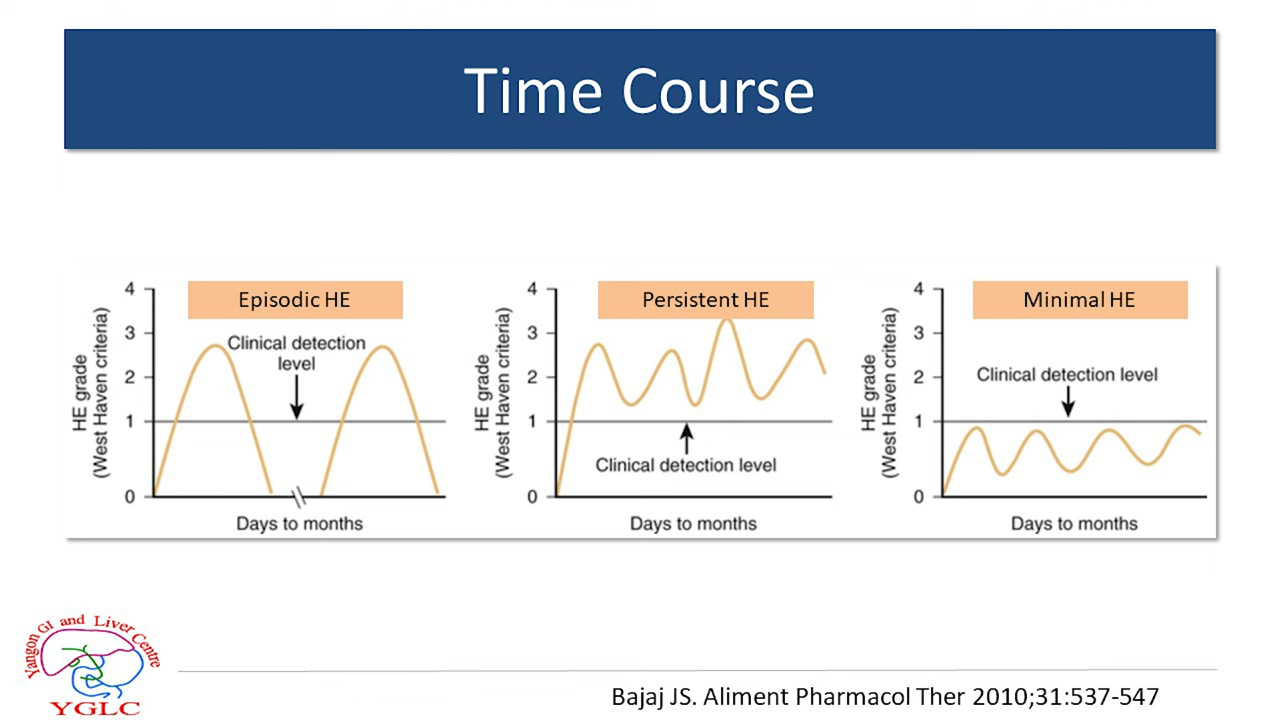 Time Course
Episodic HE
HE grade
(West Haven criteria)
4
3
2
1
0
Clinical detection
level
Days to months
Persistent HE
HE grade
(West Haven criteria)
4
3
2
1
0
Clinical detection level
Days to months
Minimal HE
HE grade
(West Haven criteria)
4
3
2
1
0
Clinical detection level
Days to months
Yangon GI and Liver Centre
YGLC
Bajaj JS. Aliment Pharmacol Ther 2010;31:537-547